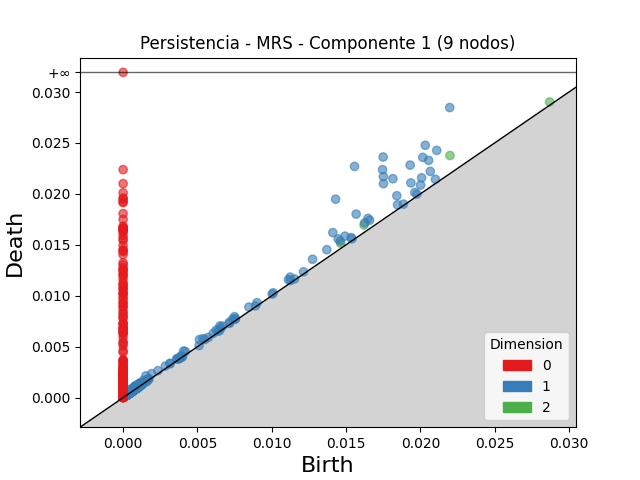 Persistencia - MRS - Componente 1 (9 nodos)
+∞
0.030
0.025
0.020
0.015
0.010
0.005
0.000
Death
Dimension
0
1
2
0.000 0.005 0.010 0.015 0.020 0.025 0.030
Birth